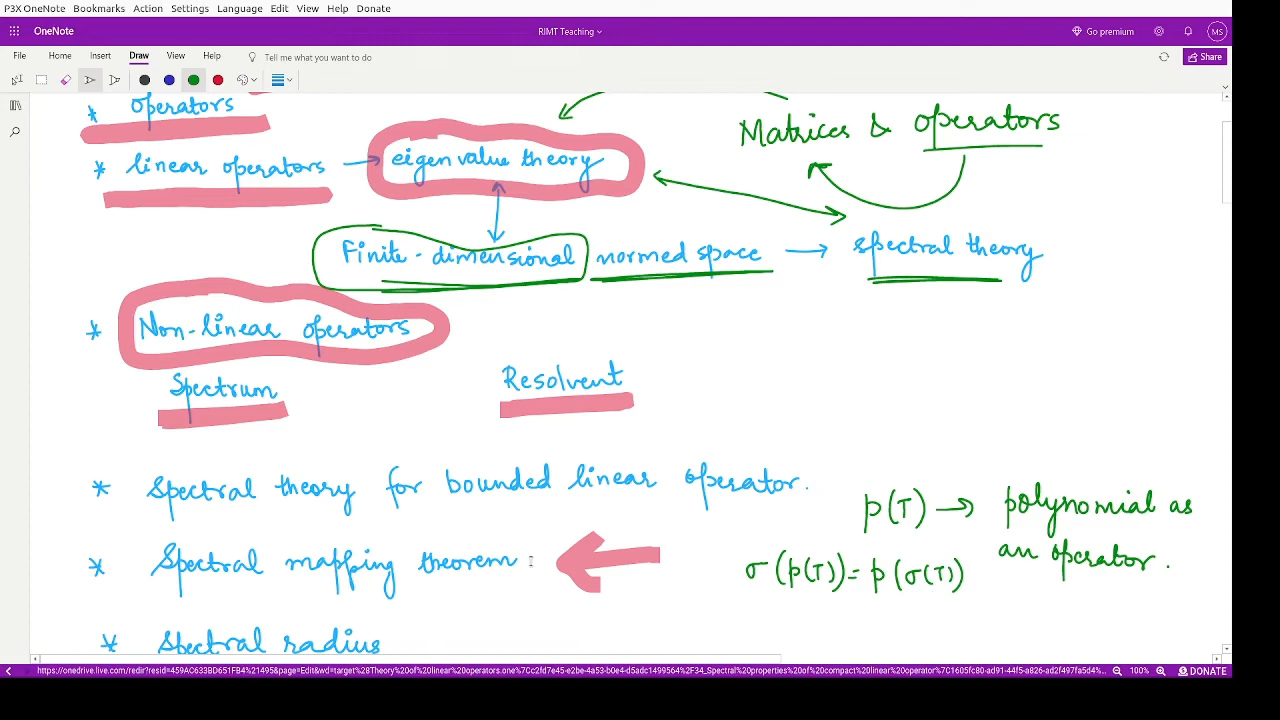 P3X OneNote Bookmarks Action Settings Language Edit View Help Donate
OneNote
RIMT Teaching
Go premium
MS
File Home Insert Draw View Help Tell me what you want to do
Share
* operators
Matrices & operators
* linear operators → eigen value theory
Finite - dimensional normed space → spectral theory
* Non-linear operators
Spectrum Resolvent
* Spectral theory for bounded linear operator.
p(T) → polynomial as
an operator.
* Spectral mapping theorem
σ(p(T)) = p(σ(T))
* Spectral radius
100%
DONATE